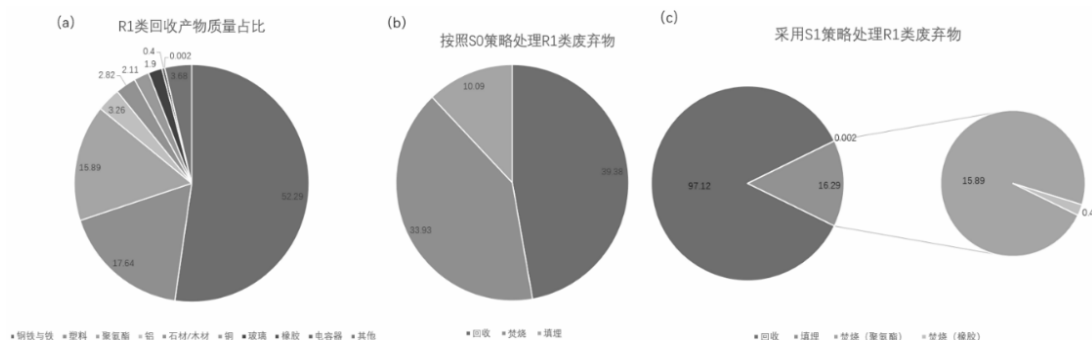 (a)
R1类回收产物质量占比
0.4
0.002
1.9
2.11
2.82
3.68
3.26
15.89
52.29
17.64
钢铁与铁 塑料 聚氨酯 铝 石材/木材 铜 玻璃 橡胶 电容器 其他
(b)
按照S0策略处理R1类废弃物
10.09
39.38
33.93
回收 焚烧 填埋
(c)
采用S1策略处理R1类废弃物
0.002
97.12
16.29
15.89
0.4
回收 填埋 焚烧（聚氨酯） 焚烧（橡胶）